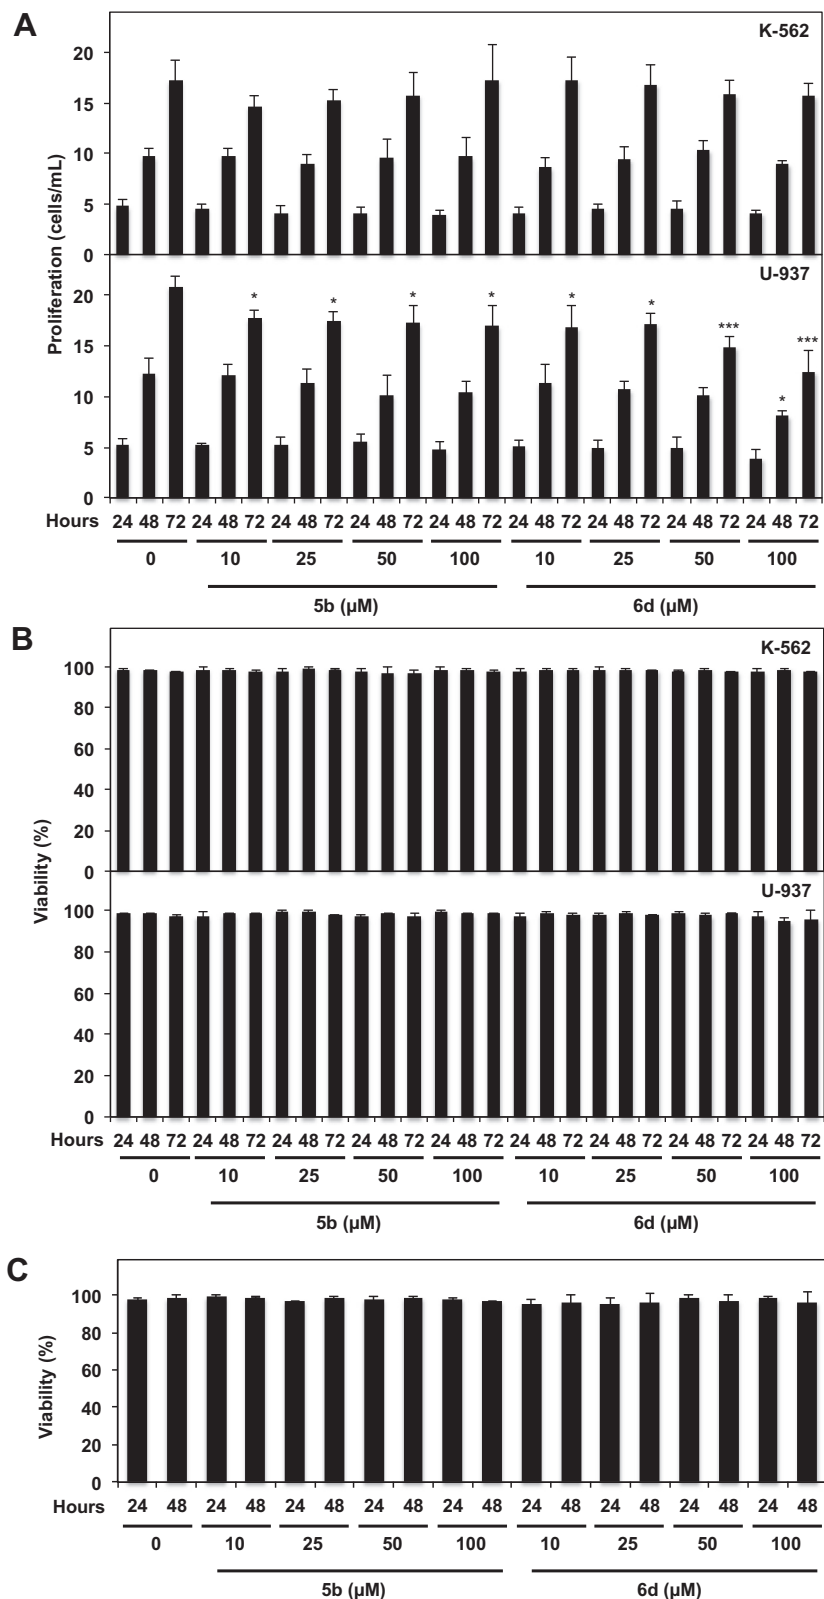 A
K-562
Proliferation (cells/mL)
20
15
10
5
0
U-937
20
15
10
5
0
* * * * * * *** * ***
Hours 24 48 72 24 48 72 24 48 72 24 48 72 24 48 72 24 48 72 24 48 72 24 48 72 24 48 72
0 10 25 50 100 10 25 50 100
5b (µM) 6d (µM)
B
K-562
Viability (%)
100
80
60
40
20
0
U-937
100
80
60
40
20
0
Hours 24 48 72 24 48 72 24 48 72 24 48 72 24 48 72 24 48 72 24 48 72 24 48 72 24 48 72
0 10 25 50 100 10 25 50 100
5b (µM) 6d (µM)
C
Viability (%)
100
80
60
40
20
0
Hours 24 48 24 48 24 48 24 48 24 48 24 48 24 48 24 48 24 48
0 10 25 50 100 10 25 50 100
5b (µM) 6d (µM)